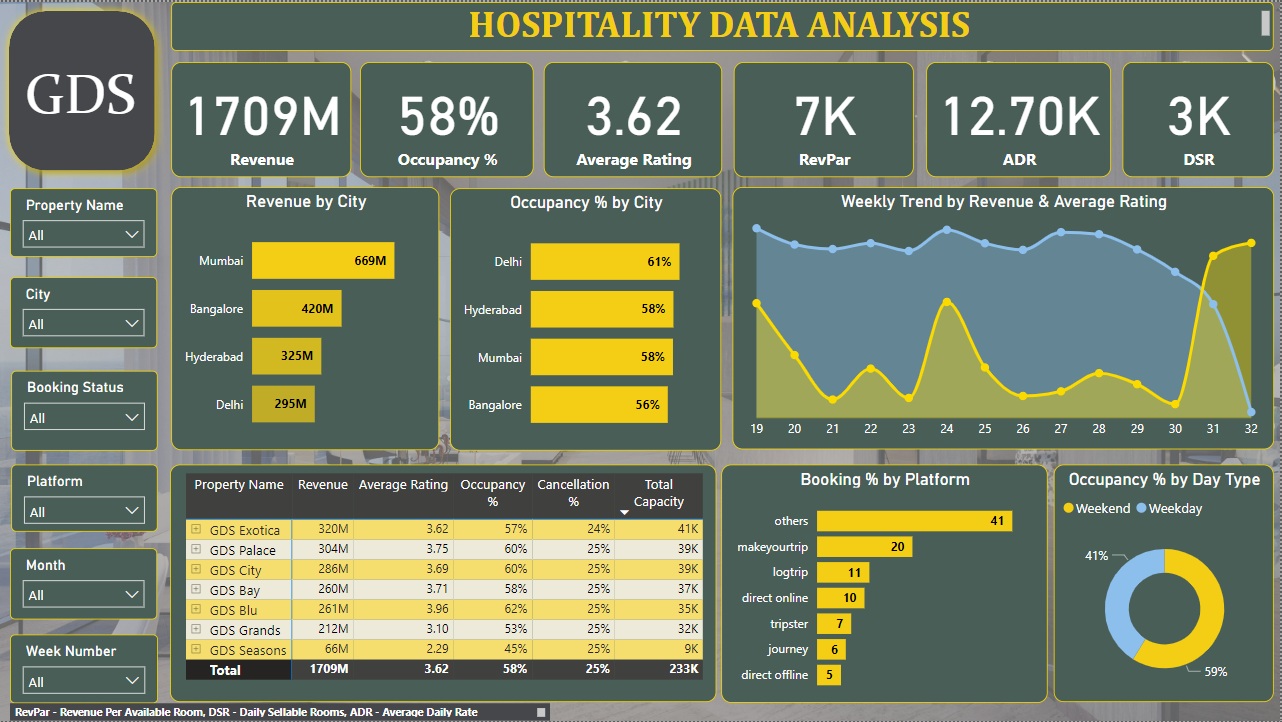 GDS
HOSPITALITY DATA ANALYSIS
1709M
Revenue
58%
Occupancy %
3.62
Average Rating
7K
RevPar
12.70K
ADR
3K
DSR
Property Name
All
City
All
Booking Status
All
Platform
All
Month
All
Week Number
All
Revenue by City
Mumbai 669M
Bangalore 420M
Hyderabad 325M
Delhi 295M
Occupancy % by City
Delhi 61%
Hyderabad 58%
Mumbai 58%
Bangalore 56%
Weekly Trend by Revenue & Average Rating
19 20 21 22 23 24 25 26 27 28 29 30 31 32
Property Name Revenue Average Rating Occupancy % Cancellation % Total Capacity
GDS Exotica 320M 3.62 57% 24% 41K
GDS Palace 304M 3.75 60% 25% 39K
GDS City 286M 3.69 60% 25% 39K
GDS Bay 260M 3.71 58% 25% 37K
GDS Blu 261M 3.96 62% 25% 35K
GDS Grands 212M 3.10 53% 25% 32K
GDS Seasons 66M 2.29 45% 25% 9K
Total 1709M 3.62 58% 25% 233K
Booking % by Platform
others 41
makeyourtrip 20
logtrip 11
direct online 10
tripster 7
journey 6
direct offline 5
Occupancy % by Day Type
Weekend Weekday
41%
59%
RevPar - Revenue Per Available Room, DSR - Daily Sellable Rooms, ADR - Average Daily Rate